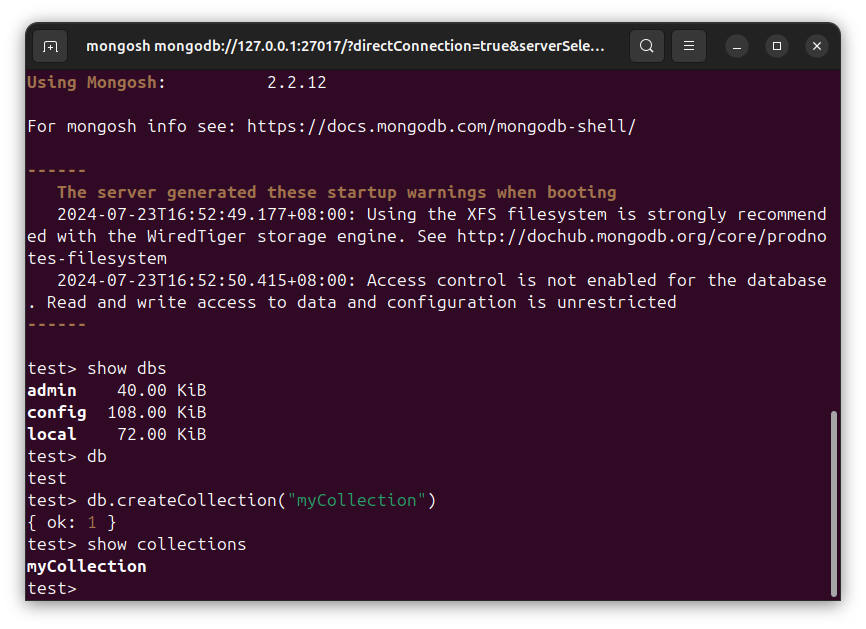 mongosh mongodb://127.0.0.1:27017/?directConnection=true&serverSele...
Using Mongosh: 2.2.12
For mongosh info see: https://docs.mongodb.com/mongodb-shell/
------
The server generated these startup warnings when booting
2024-07-23T16:52:49.177+08:00: Using the XFS filesystem is strongly recommend
ed with the WiredTiger storage engine. See http://dochub.mongodb.org/core/prodno
tes-filesystem
2024-07-23T16:52:50.415+08:00: Access control is not enabled for the database
. Read and write access to data and configuration is unrestricted
------
test> show dbs
admin 40.00 KiB
config 108.00 KiB
local 72.00 KiB
test> db
test
test> db.createCollection("myCollection")
{ ok: 1 }
test> show collections
myCollection
test>